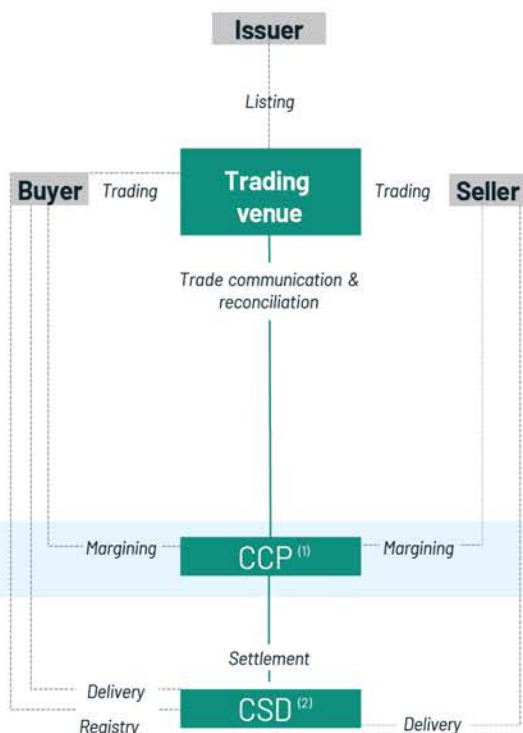 Issuer
Listing
Buyer
Trading
Trading
venue
Trading
Seller
Trade communication &
reconciliation
Margining
CCP (1)
Margining
Settlement
Delivery
CSD (2)
Registry
Delivery